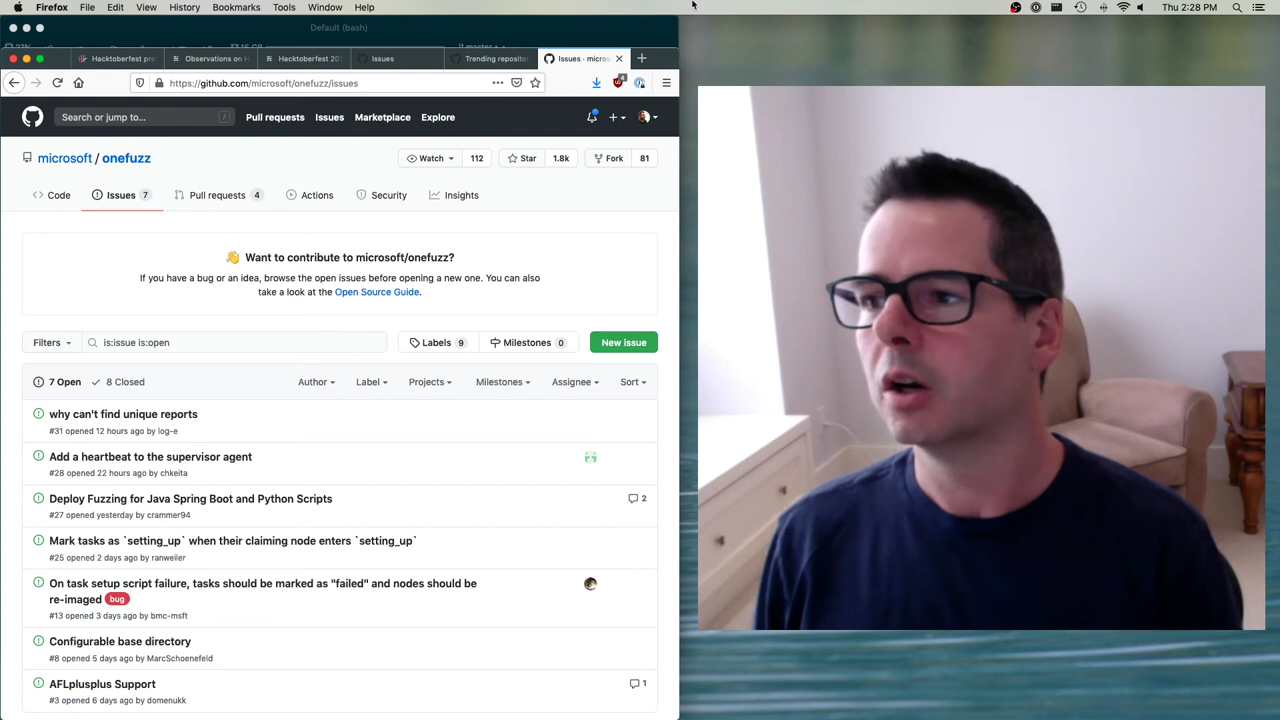 Firefox File Edit View History Bookmarks Tools Window Help
Thu 2:28 PM
Default (bash)
Hacktoberfest pre
Observations on H
Hacktoberfest 201
Issues
Trending repositor
Issues · micros
https://github.com/microsoft/onefuzz/issues
4
Search or jump to...
/
Pull requests Issues Marketplace Explore
microsoft / onefuzz
Watch 112
Star 1.8k
Fork 81
Code
Issues 7
Pull requests 4
Actions
Security
Insights
👋 Want to contribute to microsoft/onefuzz?
If you have a bug or an idea, browse the open issues before opening a new one. You can also
take a look at the Open Source Guide.
Filters
is:issue is:open
Labels 9
Milestones 0
New issue
7 Open
8 Closed
Author Label Projects Milestones Assignee Sort
why can't find unique reports
#31 opened 12 hours ago by log-e
Add a heartbeat to the supervisor agent
#28 opened 22 hours ago by chkeita
Deploy Fuzzing for Java Spring Boot and Python Scripts
2
#27 opened yesterday by crammer94
Mark tasks as `setting_up` when their claiming node enters `setting_up`
#25 opened 2 days ago by ranweiler
On task setup script failure, tasks should be marked as "failed" and nodes should be
re-imaged bug
#13 opened 3 days ago by bmc-msft
Configurable base directory
#8 opened 5 days ago by MarcSchoenefeld
AFLplusplus Support
1
#3 opened 6 days ago by domenukk